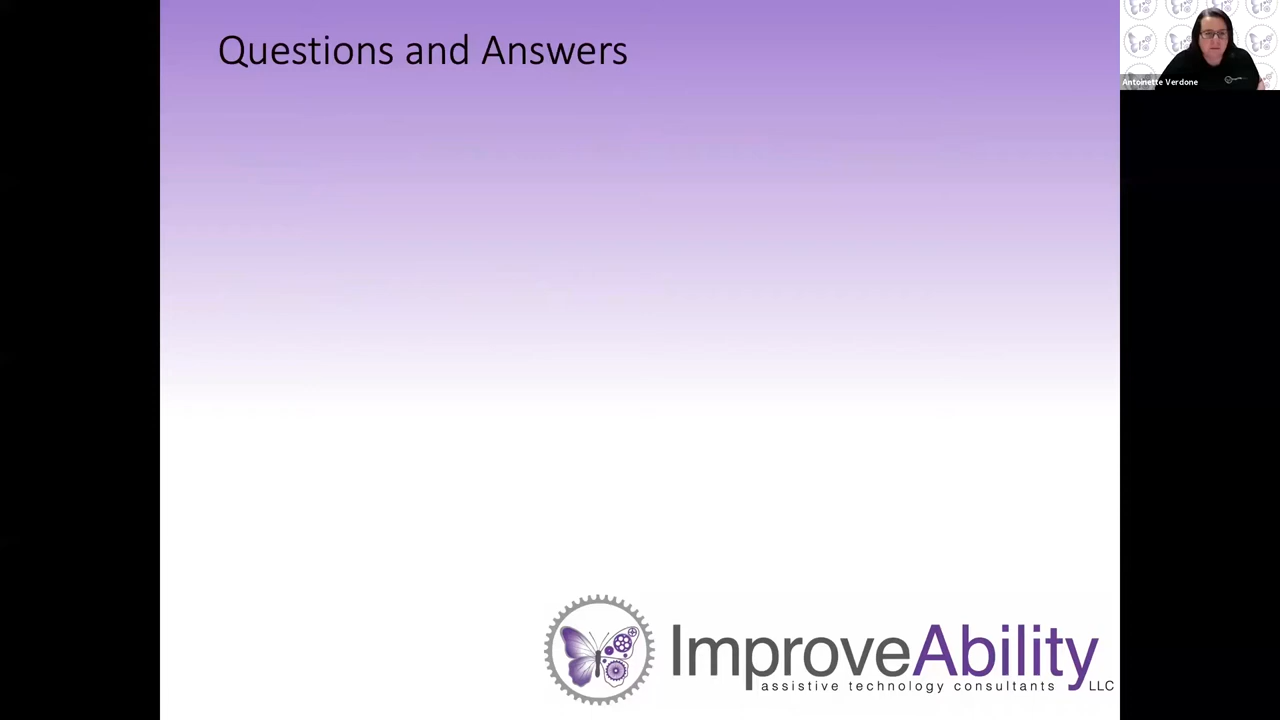 Questions and Answers
Antoinette Verdone
ImproveAbility
assistive technology consultants LLC